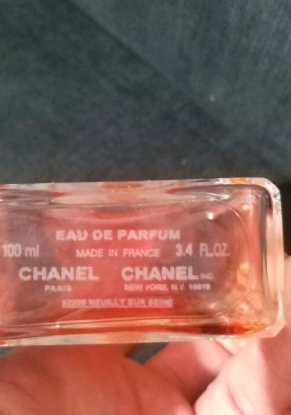 EAU DE PARFUM
100 ml MADE IN FRANCE 3.4 FL.OZ.
CHANEL CHANEL INC.
PARIS NEW YORK, N.Y. 10019
92200 NEUILLY SUR SEINE